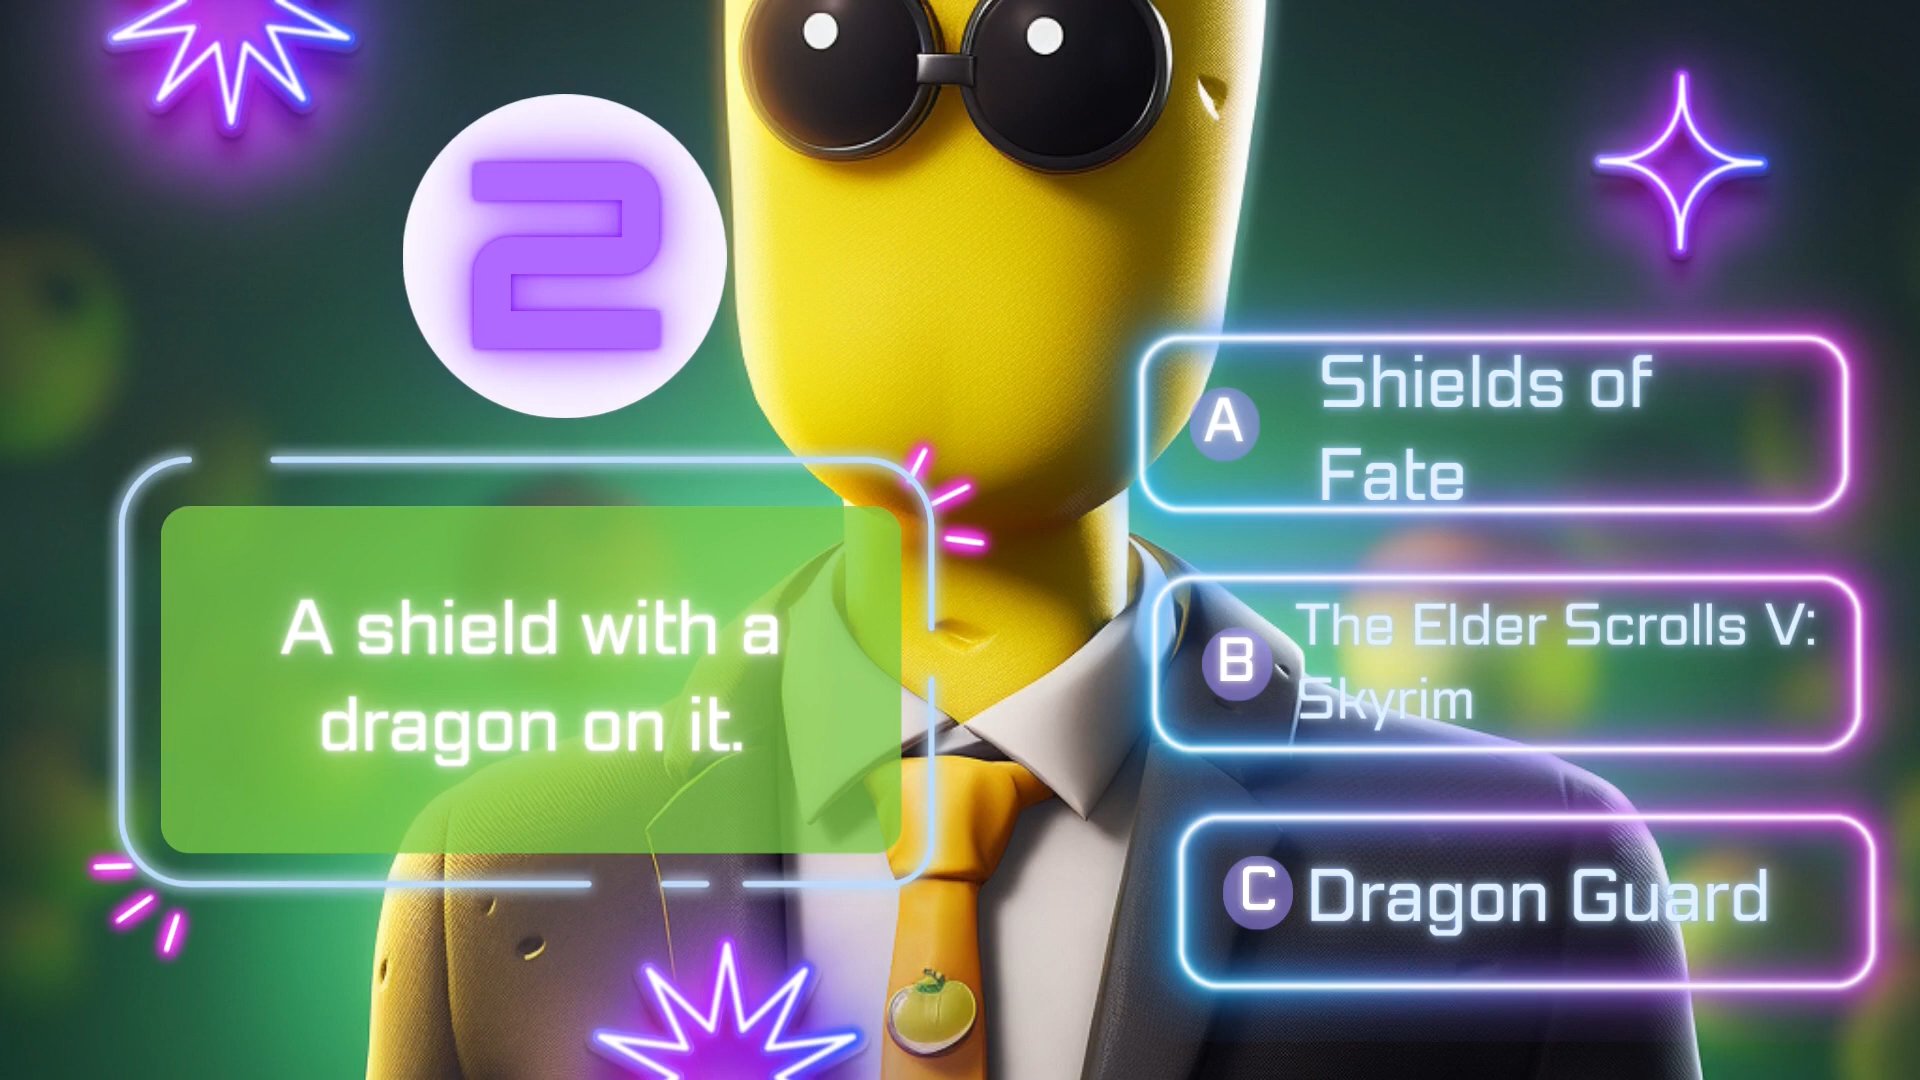 2
A shield with a
dragon on it.
A
Shields of
Fate
B
The Elder Scrolls V:
Skyrim
C
Dragon Guard